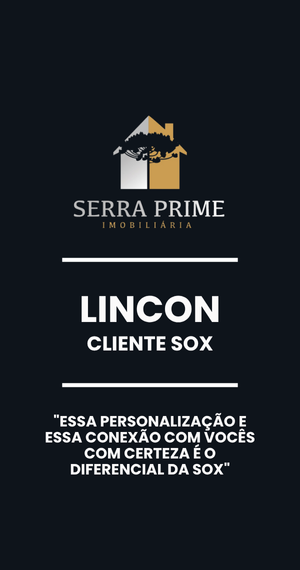 SERRA PRIME
IMOBILIÁRIA
LINCON
CLIENTE SOX
"ESSA PERSONALIZAÇÃO E
ESSA CONEXÃO COM VOCÊS
COM CERTEZA É O
DIFERENCIAL DA SOX"